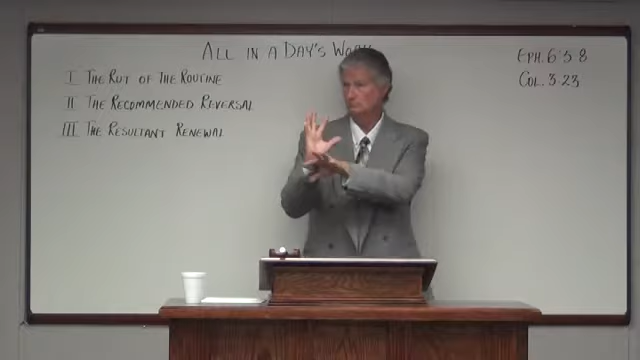 ALL IN A DAY'S WORK
I THE RUT OF THE ROUTINE
II THE RECOMMENDED REVERSAL
III THE RESULTANT RENEWAL
EPH. 6:5-8
COL. 3:23